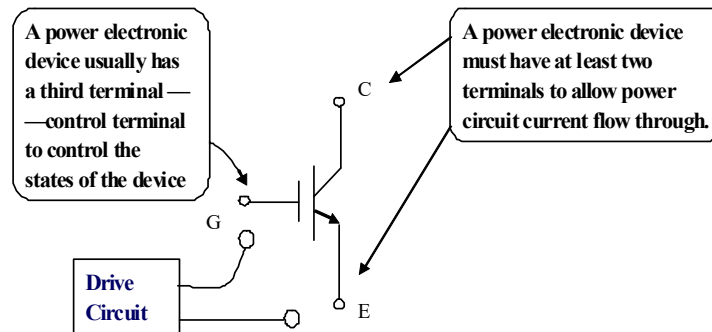 A power electronic
device usually has
a third terminal —
—control terminal
to control the
states of the device
A power electronic device
must have at least two
terminals to allow power
circuit current flow through.
C
G
E
Drive
Circuit